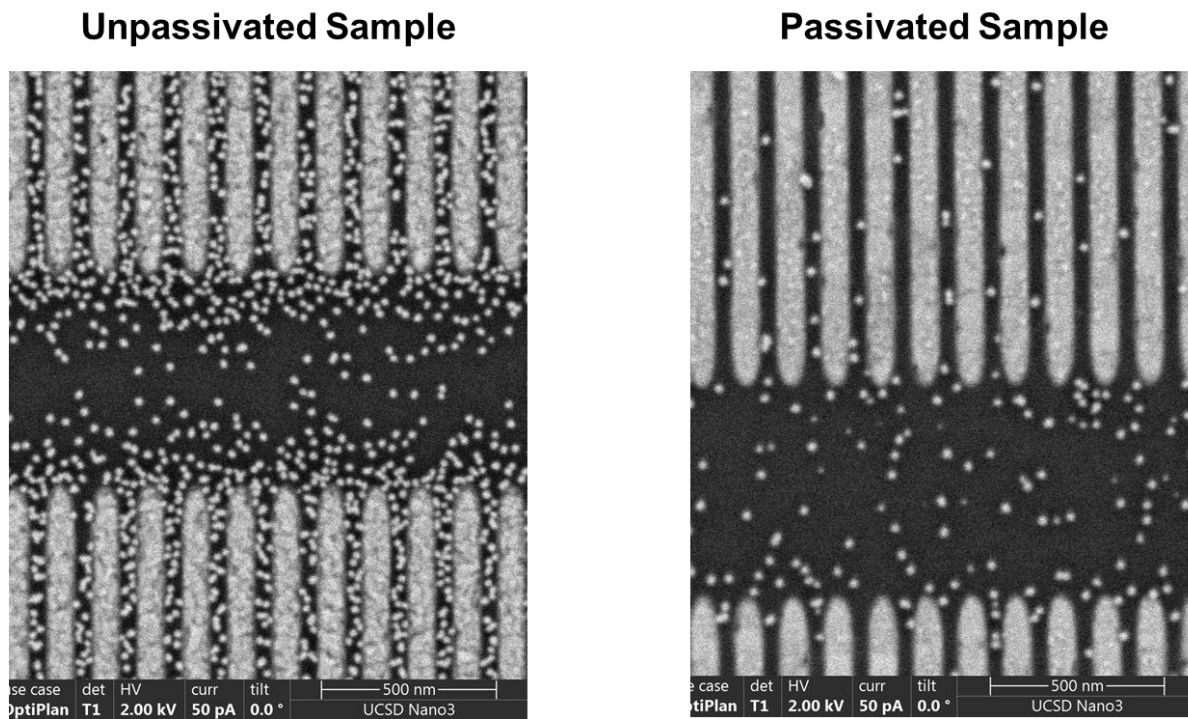 Unpassivated Sample
Passivated Sample
use case det HV curr tilt 500 nm
OptiPlan T1 2.00 kV 50 pA 0.0 ° UCSD Nano3
e case det HV curr tilt 500 nm
tiPlan T1 2.00 kV 50 pA 0.0 ° UCSD Nano3